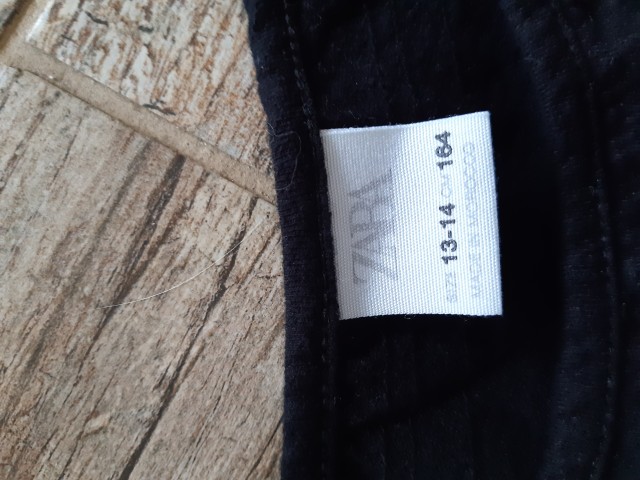 ZARA
SIZE 13-14 CM 164
MADE IN MOROCCO